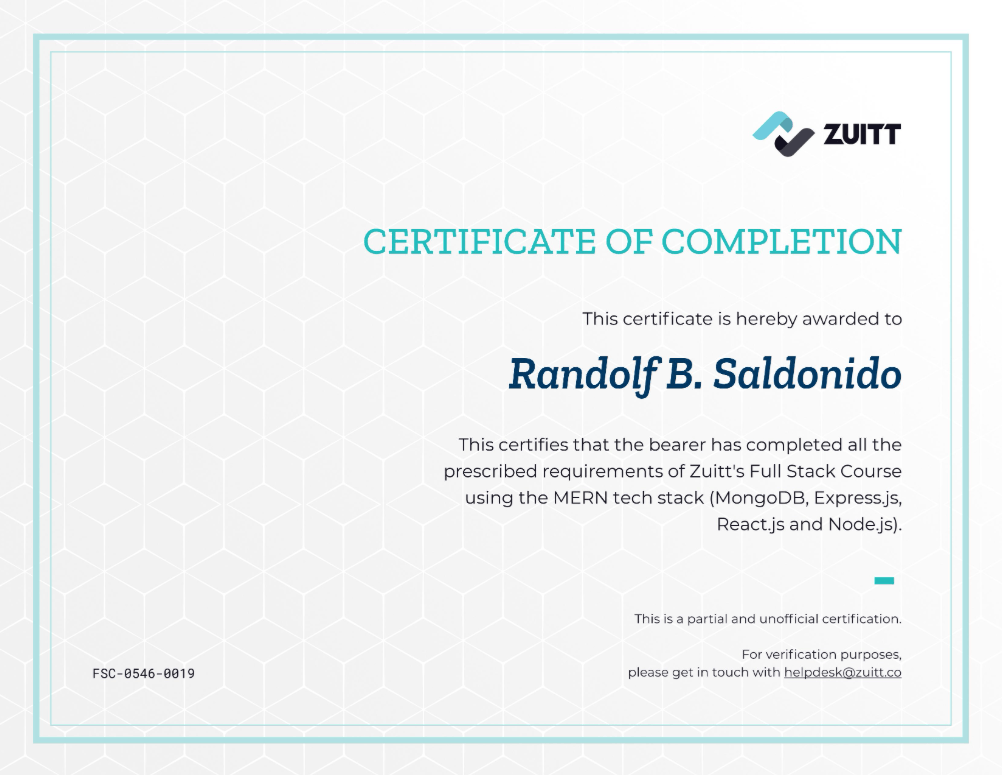 ZUITT
CERTIFICATE OF COMPLETION
This certificate is hereby awarded to
Randolf B. Saldonido
This certifies that the bearer has completed all the
prescribed requirements of Zuitt's Full Stack Course
using the MERN tech stack (MongoDB, Express.js,
React.js and Node.js).
This is a partial and unofficial certification.
For verification purposes,
please get in touch with helpdesk@zuitt.co
FSC-0546-0019